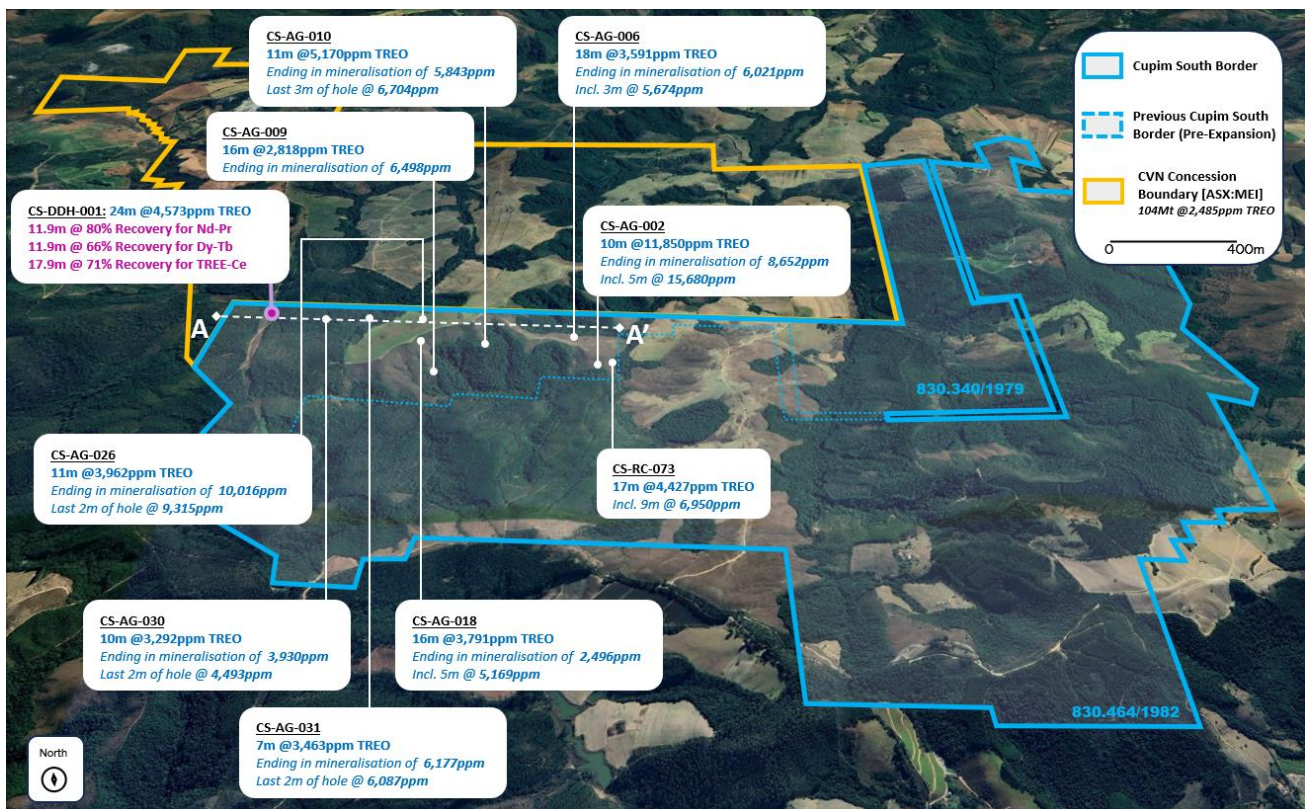 CS-AG-010
11m @5,170ppm TREO
Ending in mineralisation of 5,843ppm
Last 3m of hole @ 6,704ppm
CS-AG-006
18m @3,591ppm TREO
Ending in mineralisation of 6,021ppm
Incl. 3m @ 5,674ppm
Cupim South Border
Previous Cupim South
Border (Pre-Expansion)
CVN Concession
Boundary [ASX:MEI]
104Mt @2,485ppm TREO
0 400m
CS-AG-009
16m @2,818ppm TREO
Ending in mineralisation of 6,498ppm
CS-DDH-001: 24m @4,573ppm TREO
11.9m @ 80% Recovery for Nd-Pr
11.9m @ 66% Recovery for Dy-Tb
17.9m @ 71% Recovery for TREE-Ce
CS-AG-002
10m @11,850ppm TREO
Ending in mineralisation of 8,652ppm
Incl. 5m @ 15,680ppm
A
A'
830.340/1979
CS-AG-026
11m @3,962ppm TREO
Ending in mineralisation of 10,016ppm
Last 2m of hole @ 9,315ppm
CS-RC-073
17m @4,427ppm TREO
Incl. 9m @ 6,950ppm
CS-AG-030
10m @3,292ppm TREO
Ending in mineralisation of 3,930ppm
Last 2m of hole @ 4,493ppm
CS-AG-018
16m @3,791ppm TREO
Ending in mineralisation of 2,496ppm
Incl. 5m @ 5,169ppm
830.464/1982
CS-AG-031
7m @3,463ppm TREO
Ending in mineralisation of 6,177ppm
Last 2m of hole @ 6,087ppm
North